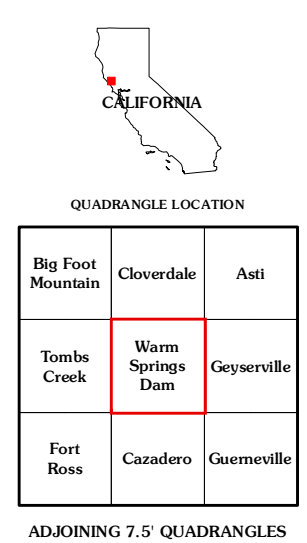 CALIFORNIA
QUADRANGLE LOCATION
Big Foot
Mountain
Cloverdale
Asti
Tombs
Creek
Warm
Springs
Dam
Geyserville
Fort
Ross
Cazadero
Guerneville
ADJOINING 7.5' QUADRANGLES